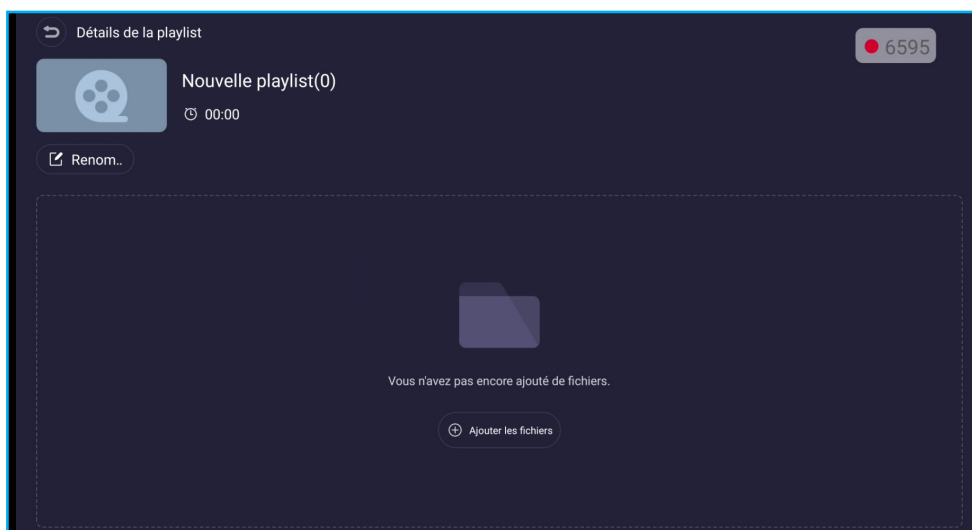 Détails de la playlist
6595
Nouvelle playlist(0)
00:00
Renom..
Vous n'avez pas encore ajouté de fichiers.
Ajouter les fichiers